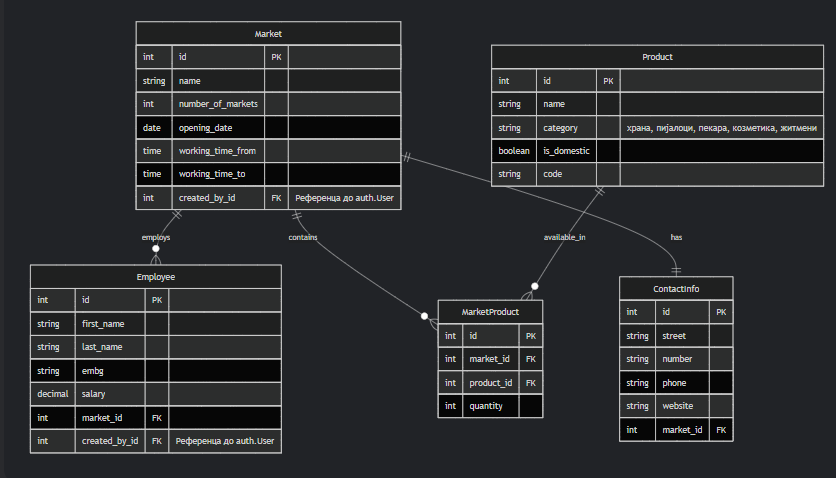 Market
int id PK
string name
int number_of_markets
date opening_date
time working_time_from
time working_time_to
int created_by_id FK Референца до auth.User
Product
int id PK
string name
string category храна, пијалоци, пекара, козметика, житмени
boolean is_domestic
string code
employs
contains
available_in
has
Employee
int id PK
string first_name
string last_name
string embg
decimal salary
int market_id FK
int created_by_id FK Референца до auth.User
MarketProduct
int id PK
int market_id FK
int product_id FK
int quantity
ContactInfo
int id PK
string street
string number
string phone
string website
int market_id FK